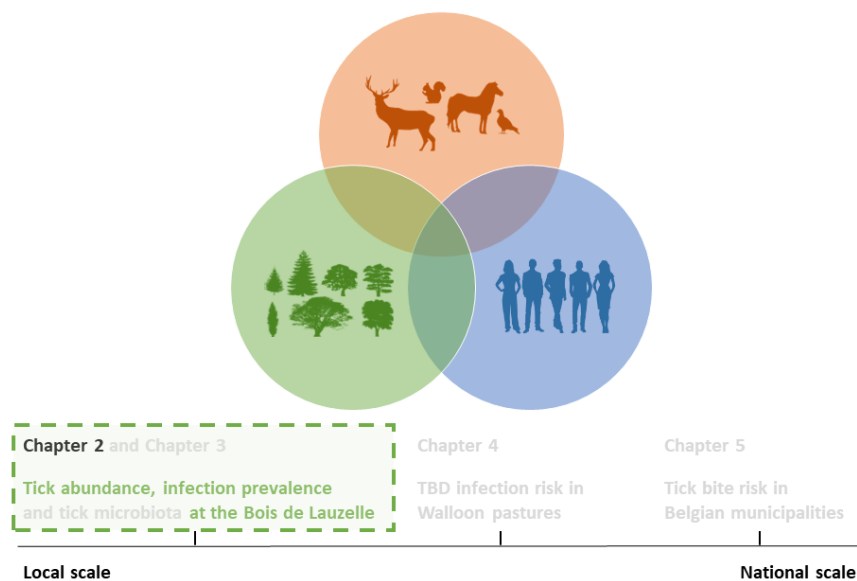 Chapter 2 and Chapter 3
Tick abundance, infection prevalence
and tick microbiota at the Bois de Lauzelle
Chapter 4
TBD infection risk in
Walloon pastures
Chapter 5
Tick bite risk in
Belgian municipalities
Local scale
National scale